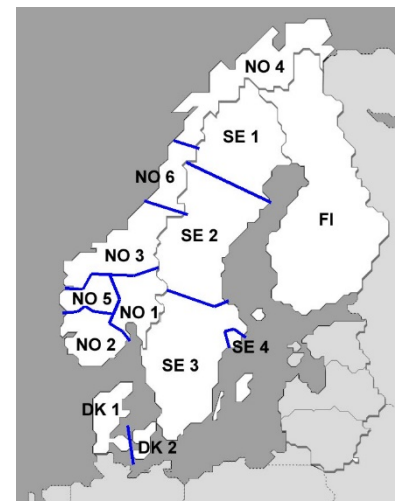 NO 4
SE 1
NO 6
FI
SE 2
NO 3
NO 5
NO 1
NO 2
SE 4
SE 3
DK 1
DK 2